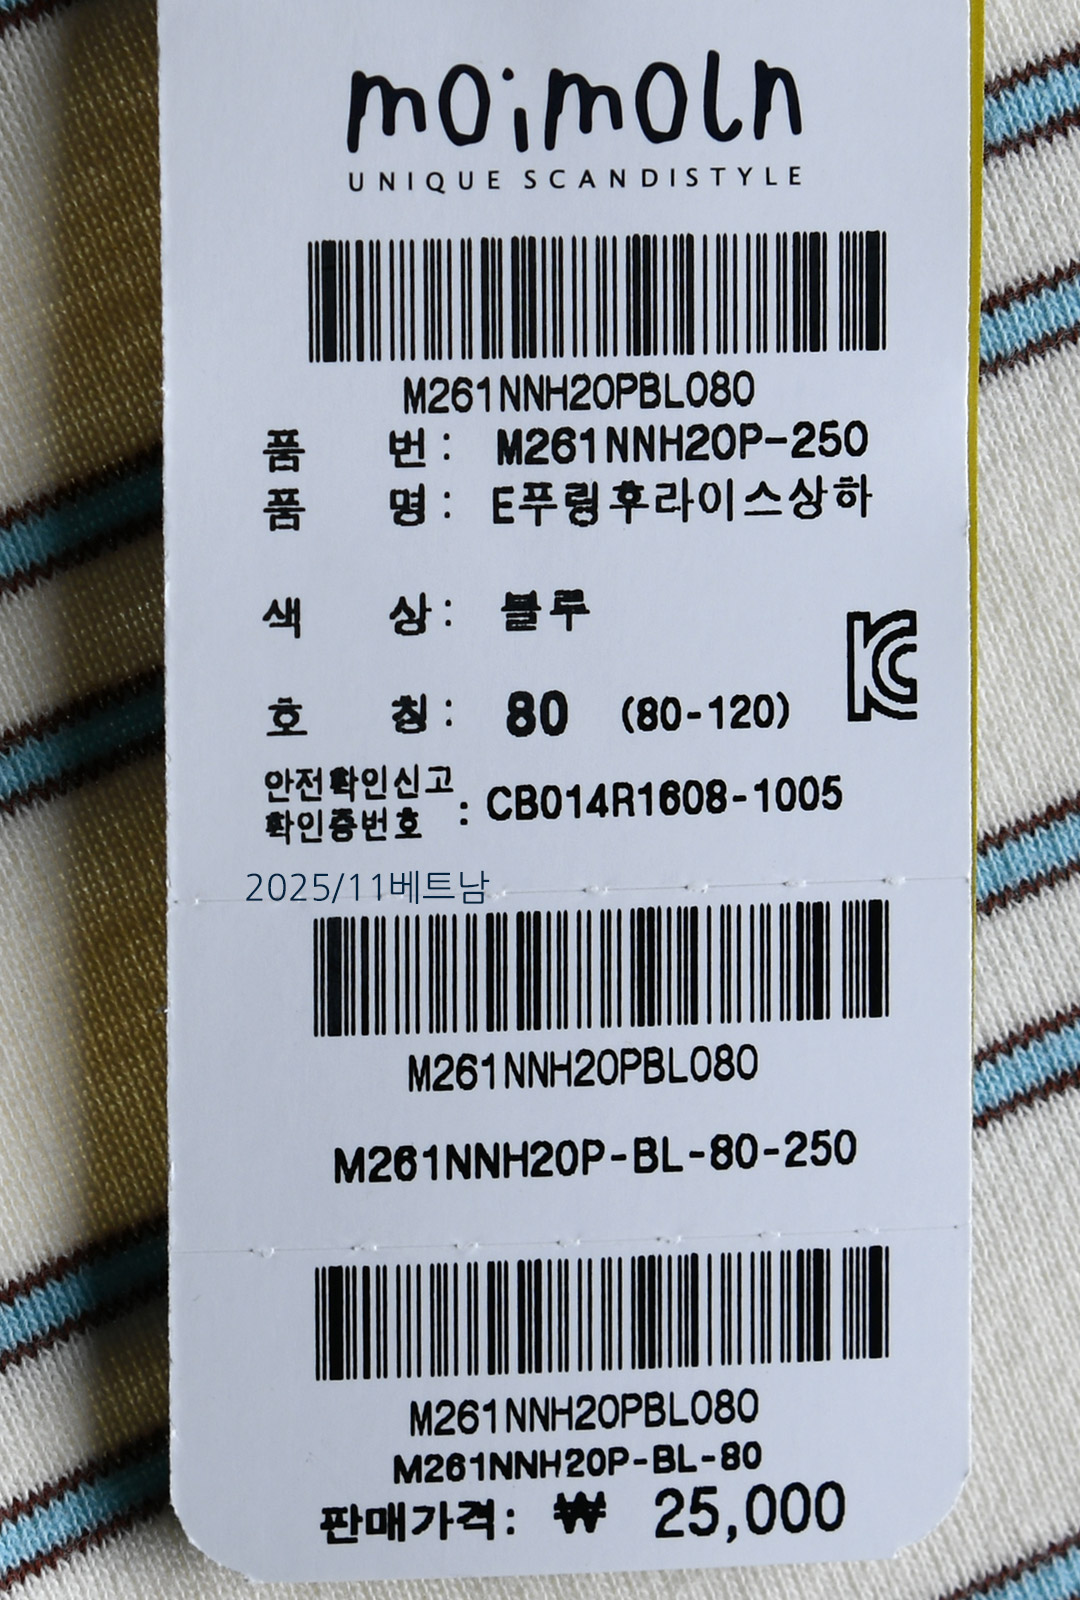 moimoln
UNIQUE SCANDISTYLE
M261NNH20PBL080
품 번 : M261NNH20P-250
품 명 : E푸링후라이스상하
색 상 : 블루
호 칭 : 80 (80-120)
안전확인신고
확인증번호 : CB014R1608-1005
2025/11베트남
M261NNH20PBL080
M261NNH20P-BL-80-250
M261NNH20PBL080
M261NNH20P-BL-80
판매가격: ₩ 25,000